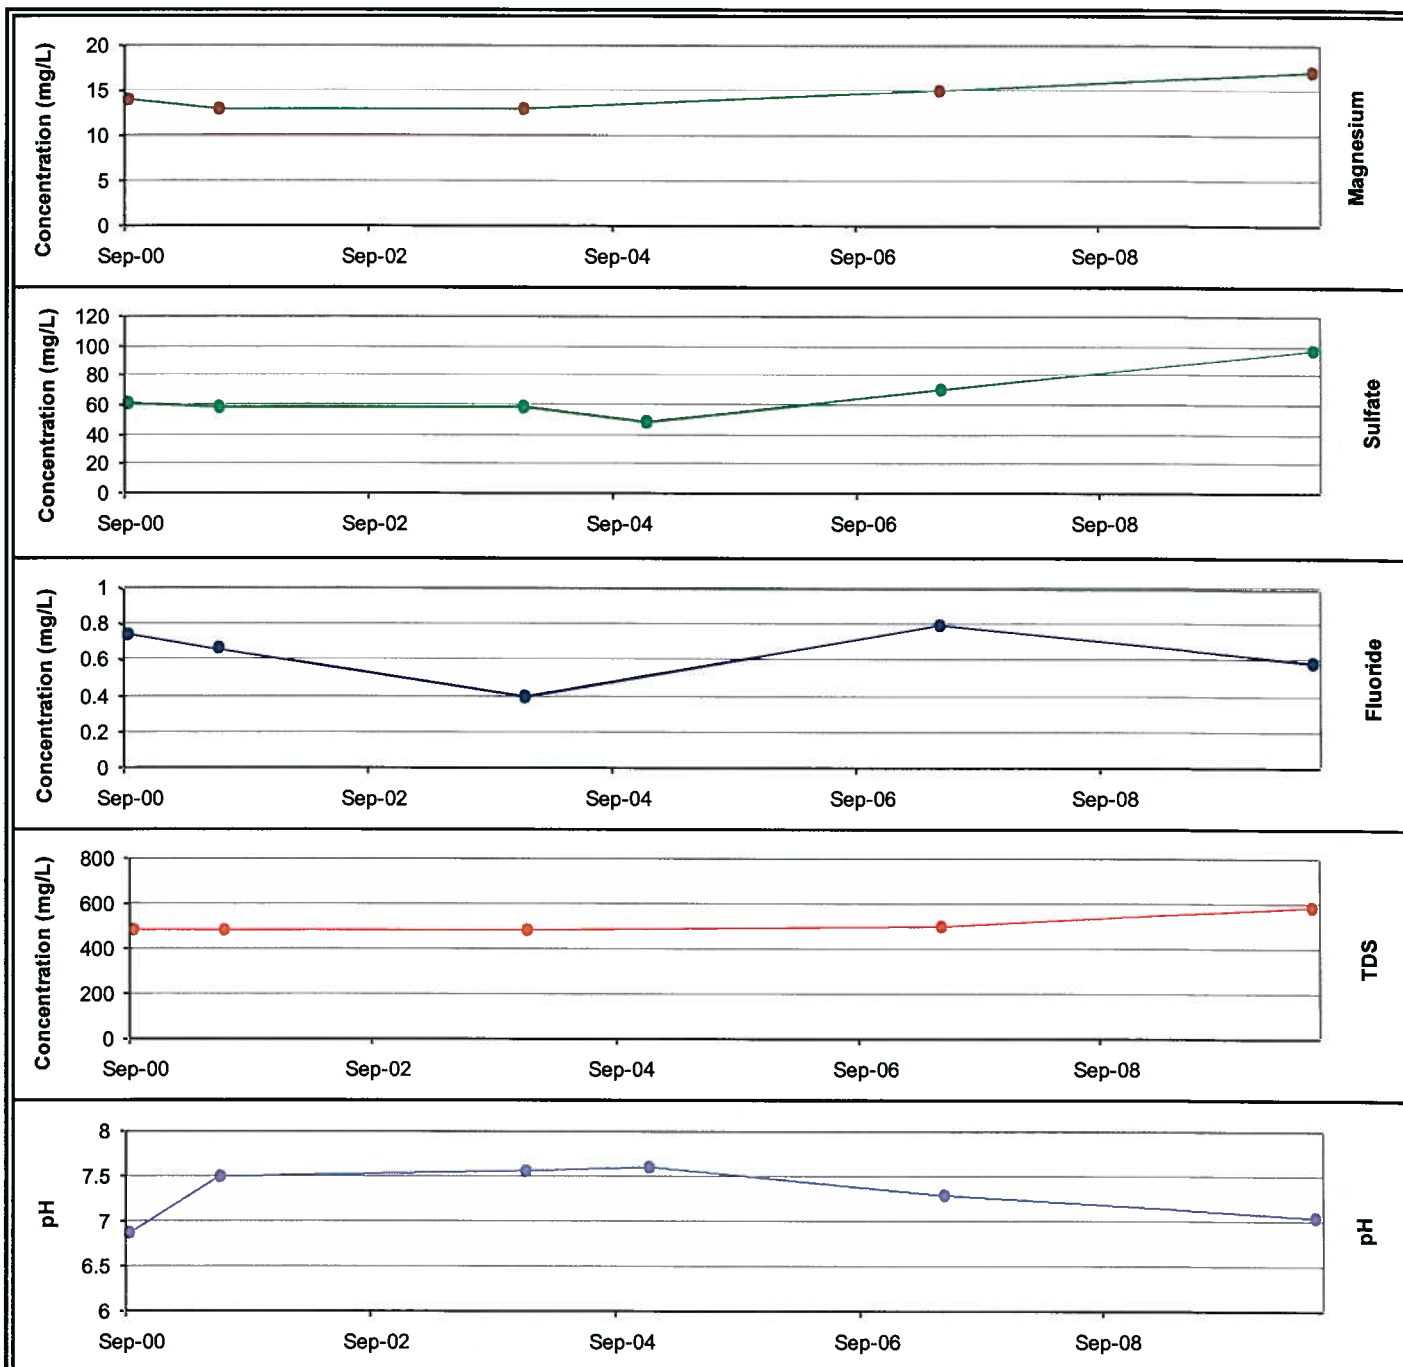 Concentration (mg/L)
20
15
10
5
0
Sep-00 Sep-02 Sep-04 Sep-06 Sep-08
Magnesium
Concentration (mg/L)
120
100
80
60
40
20
0
Sep-00 Sep-02 Sep-04 Sep-06 Sep-08
Sulfate
Concentration (mg/L)
1
0.8
0.6
0.4
0.2
0
Sep-00 Sep-02 Sep-04 Sep-06 Sep-08
Fluoride
Concentration (mg/L)
800
600
400
200
0
Sep-00 Sep-02 Sep-04 Sep-06 Sep-08
TDS
pH
8
7.5
7
6.5
6
Sep-00 Sep-02 Sep-04 Sep-06 Sep-08
pH